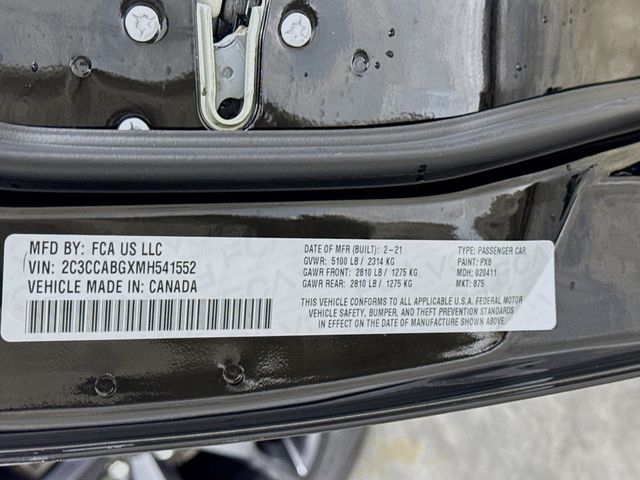 MFD BY: FCA US LLC
VIN: 2C3CCABGXMH541552
VEHICLE MADE IN: CANADA
DATE OF MFR (BUILT): 2-21
GVWR: 5100 LB / 2314 KG
GAWR FRONT: 2810 LB / 1275 KG
GAWR REAR: 2810 LB / 1275 KG
TYPE: PASSENGER CAR
PAINT: PX8
MDH: 020411
MKT: 875
THIS VEHICLE CONFORMS TO ALL APPLICABLE U.S.A. FEDERAL MOTOR
VEHICLE SAFETY, BUMPER, AND THEFT PREVENTION STANDARDS
IN EFFECT ON THE DATE OF MANUFACTURE SHOWN ABOVE.